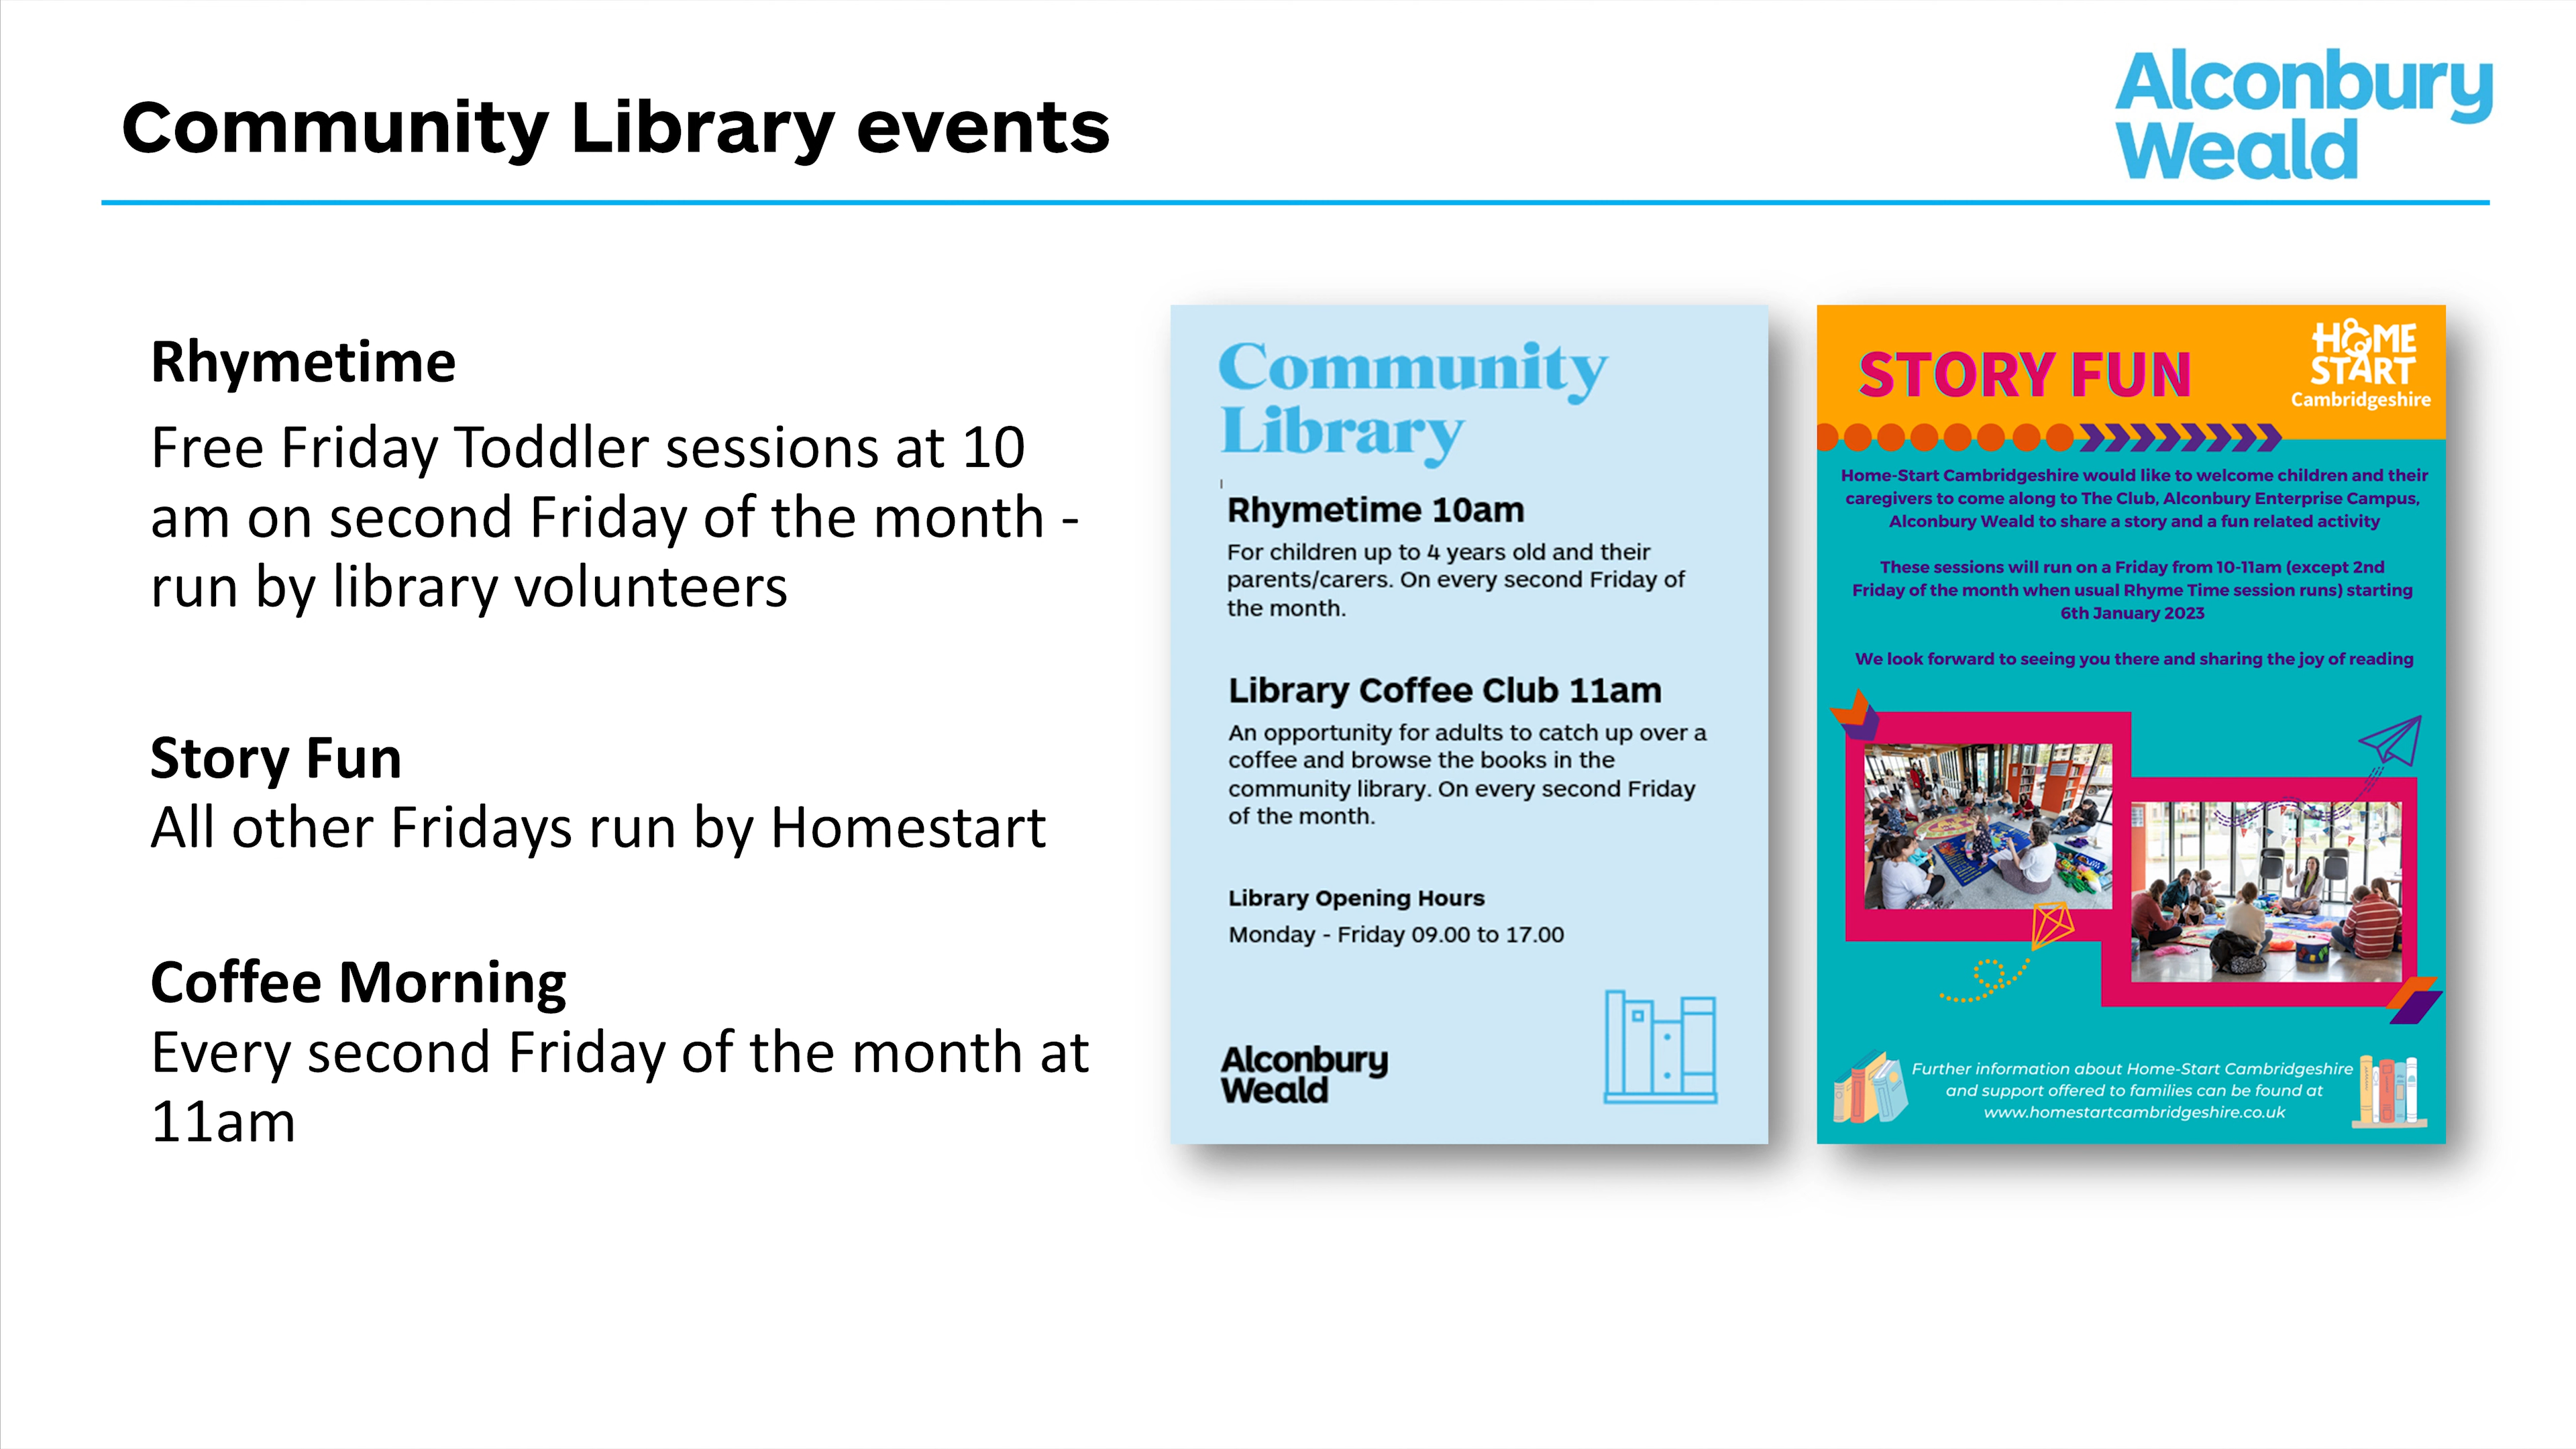 Community Library events
Alconbury
Weald
Rhymetime
Free Friday Toddler sessions at 10
am on second Friday of the month -
run by library volunteers
Story Fun
All other Fridays run by Homestart
Coffee Morning
Every second Friday of the month at
11am
Community
Library
Rhymetime 10am
For children up to 4 years old and their
parents/carers. On every second Friday of
the month.
Library Coffee Club 11am
An opportunity for adults to catch up over a
coffee and browse the books in the
community library. On every second Friday
of the month.
Library Opening Hours
Monday - Friday 09.00 to 17.00
Alconbury
Weald
STORY FUN
HOME
START
Cambridgeshire
Home-Start Cambridgeshire would like to welcome children and their
caregivers to come along to The Club, Alconbury Enterprise Campus,
Alconbury Weald to share a story and a fun related activity
These sessions will run on a Friday from 10-11am (except 2nd
Friday of the month when usual Rhyme Time session runs) starting
6th January 2023
We look forward to seeing you there and sharing the joy of reading
Further information about Home-Start Cambridgeshire
and support offered to families can be found at
www.homestartcambridgeshire.co.uk